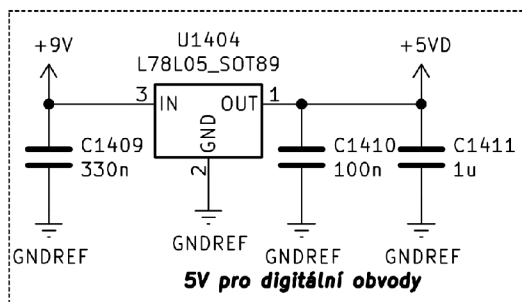 +9V
U1404
L78L05_SOT89
+5VD
3 IN OUT 1
GND
2
C1409
330n
C1410
100n
C1411
1u
GNDREF
GNDREF
GNDREF
GNDREF
5V pro digitální obvody